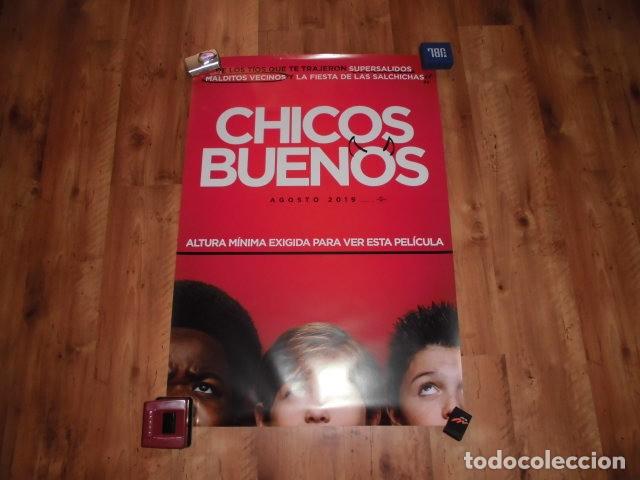 DE LOS TÍOS QUE TE TRAJERON SUPERSALIDOS
MALDITOS VECINOS Y LA FIESTA DE LAS SALCHICHAS
CHICOS
BUENOS
AGOSTO 2019
ALTURA MÍNIMA EXIGIDA PARA VER ESTA PELÍCULA
JBL
todocoleccion